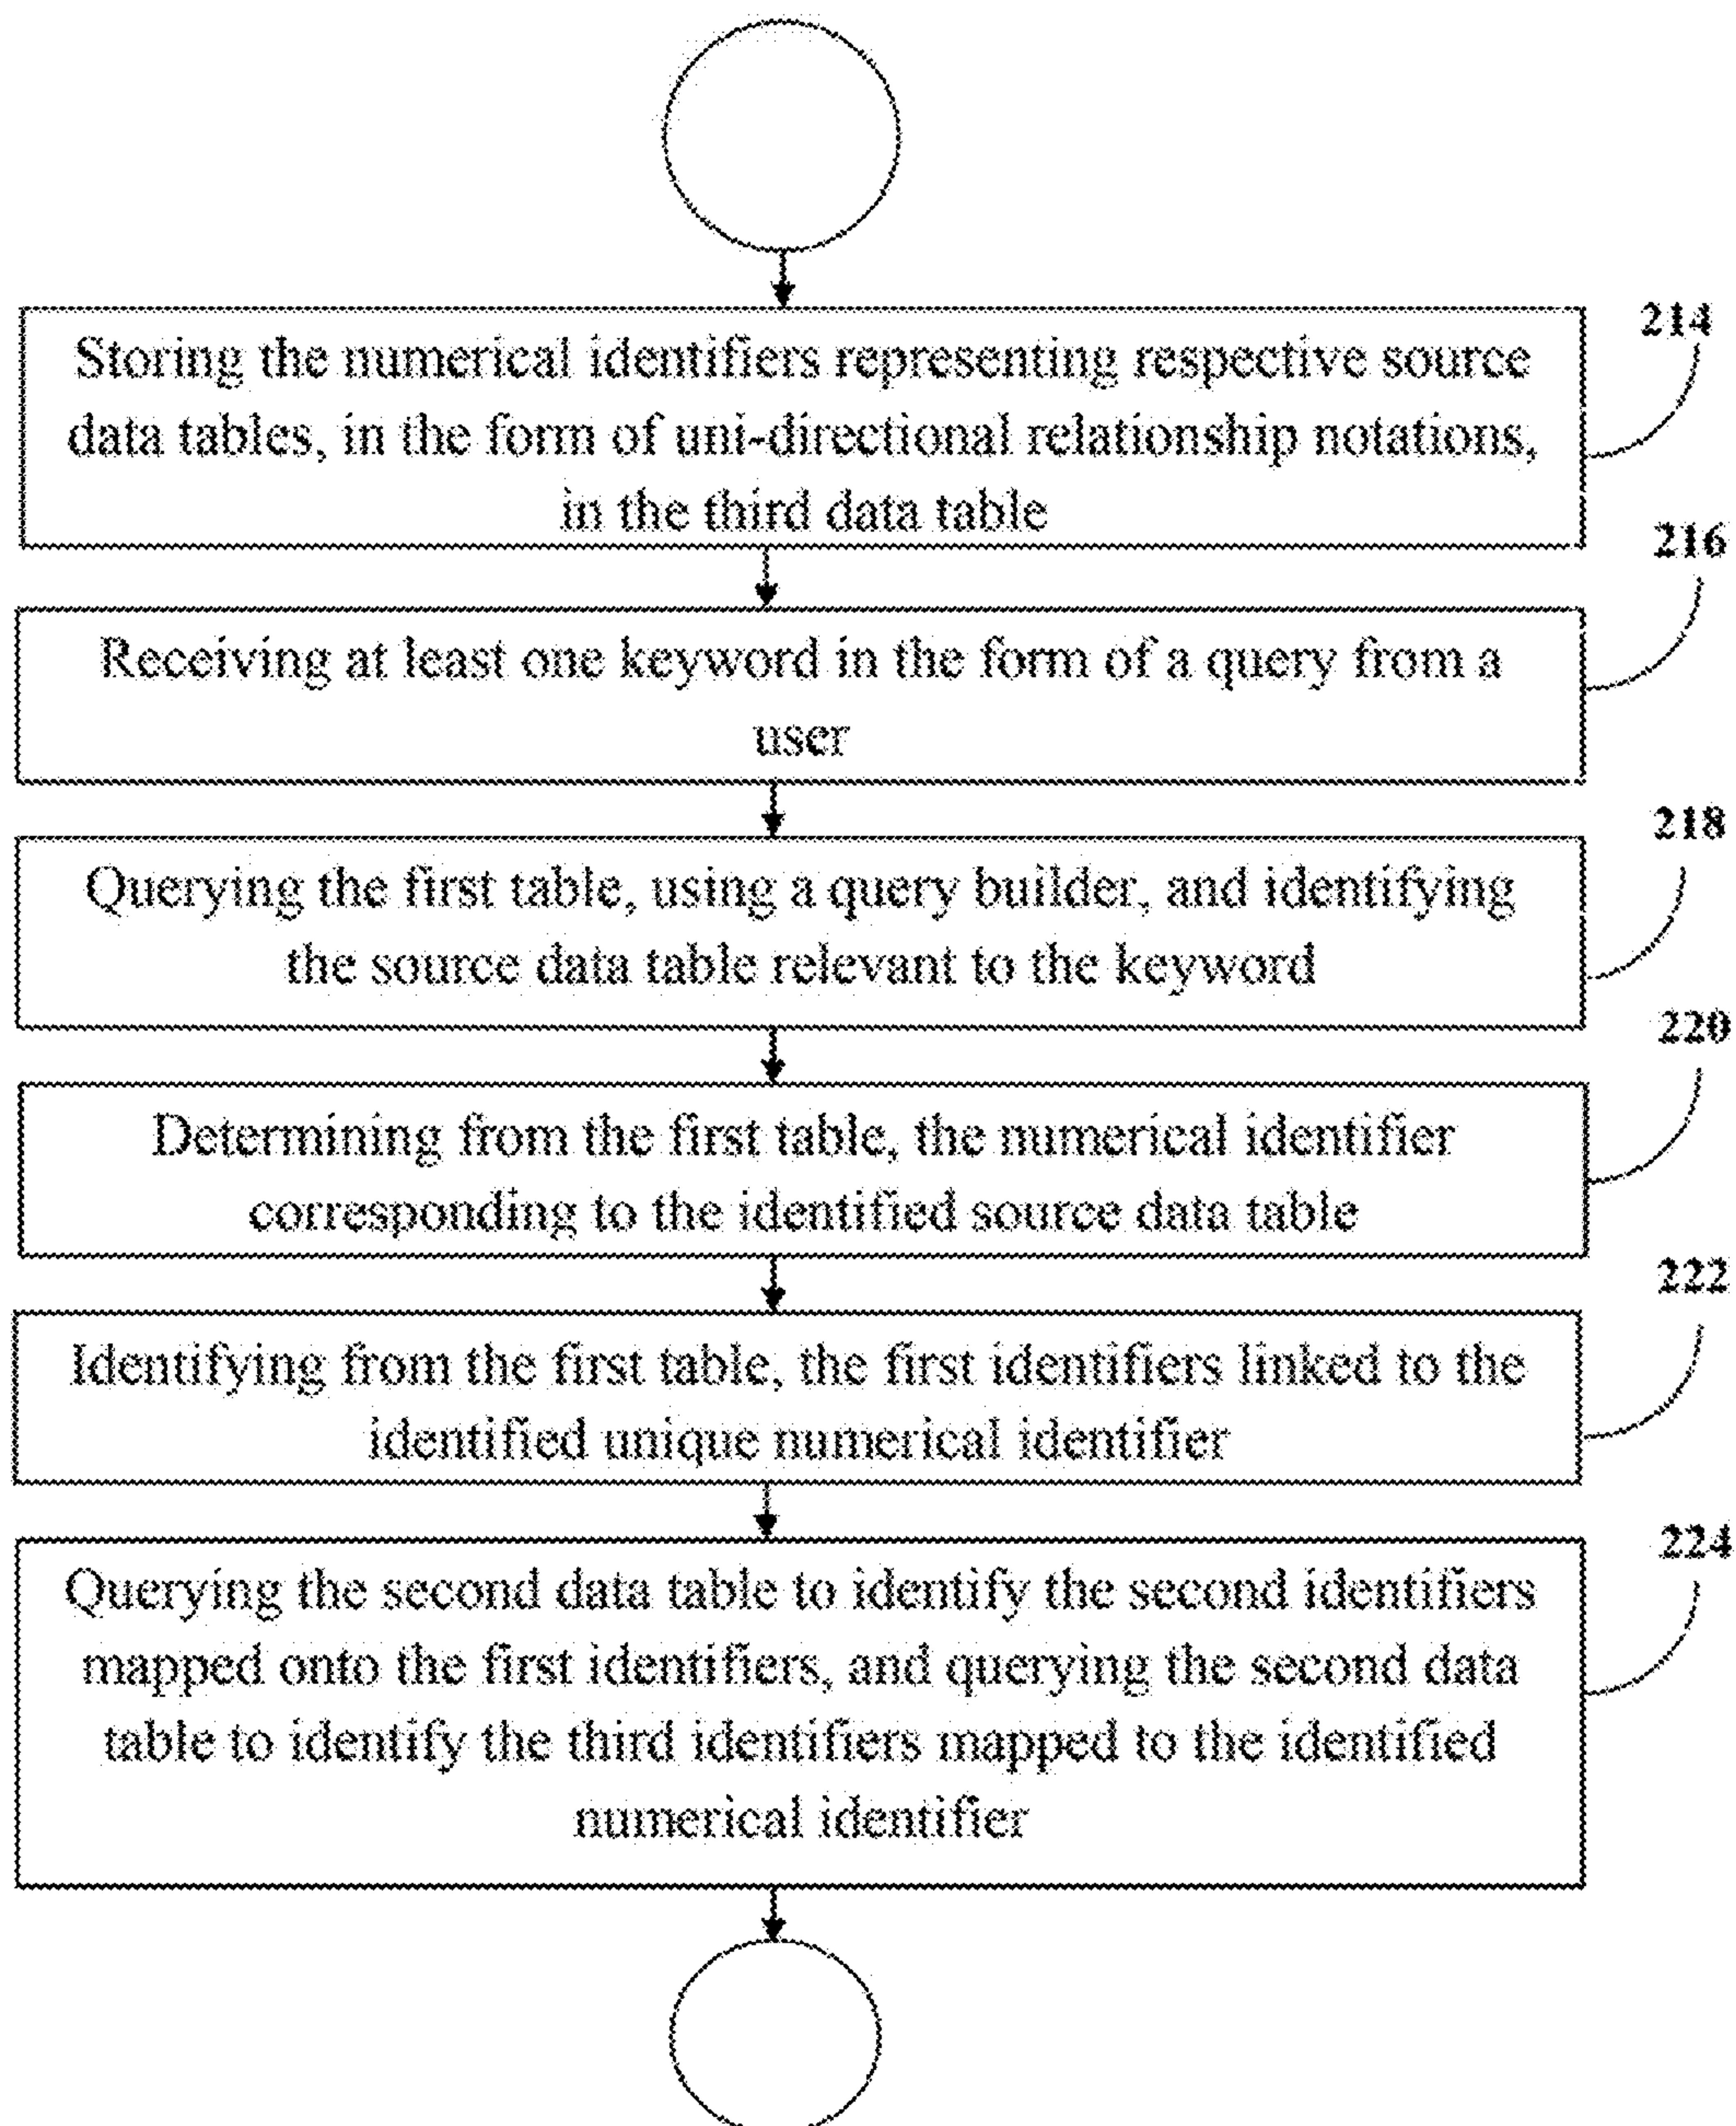 Storing the numerical identifiers representing respective source
data tables, in the form of uni-directional relationship notations,
in the third data table
214
Receiving at least one keyword in the form of a query from a
user
216
Querying the first table, using a query builder, and identifying
the source data table relevant to the keyword
218
Determining from the first table, the numerical identifier
corresponding to the identified source data table
220
Identifying from the first table, the first identifiers linked to the
identified unique numerical identifier
222
Querying the second data table to identify the second identifiers
mapped onto the first identifiers, and querying the second data
table to identify the third identifiers mapped to the identified
numerical identifier
224